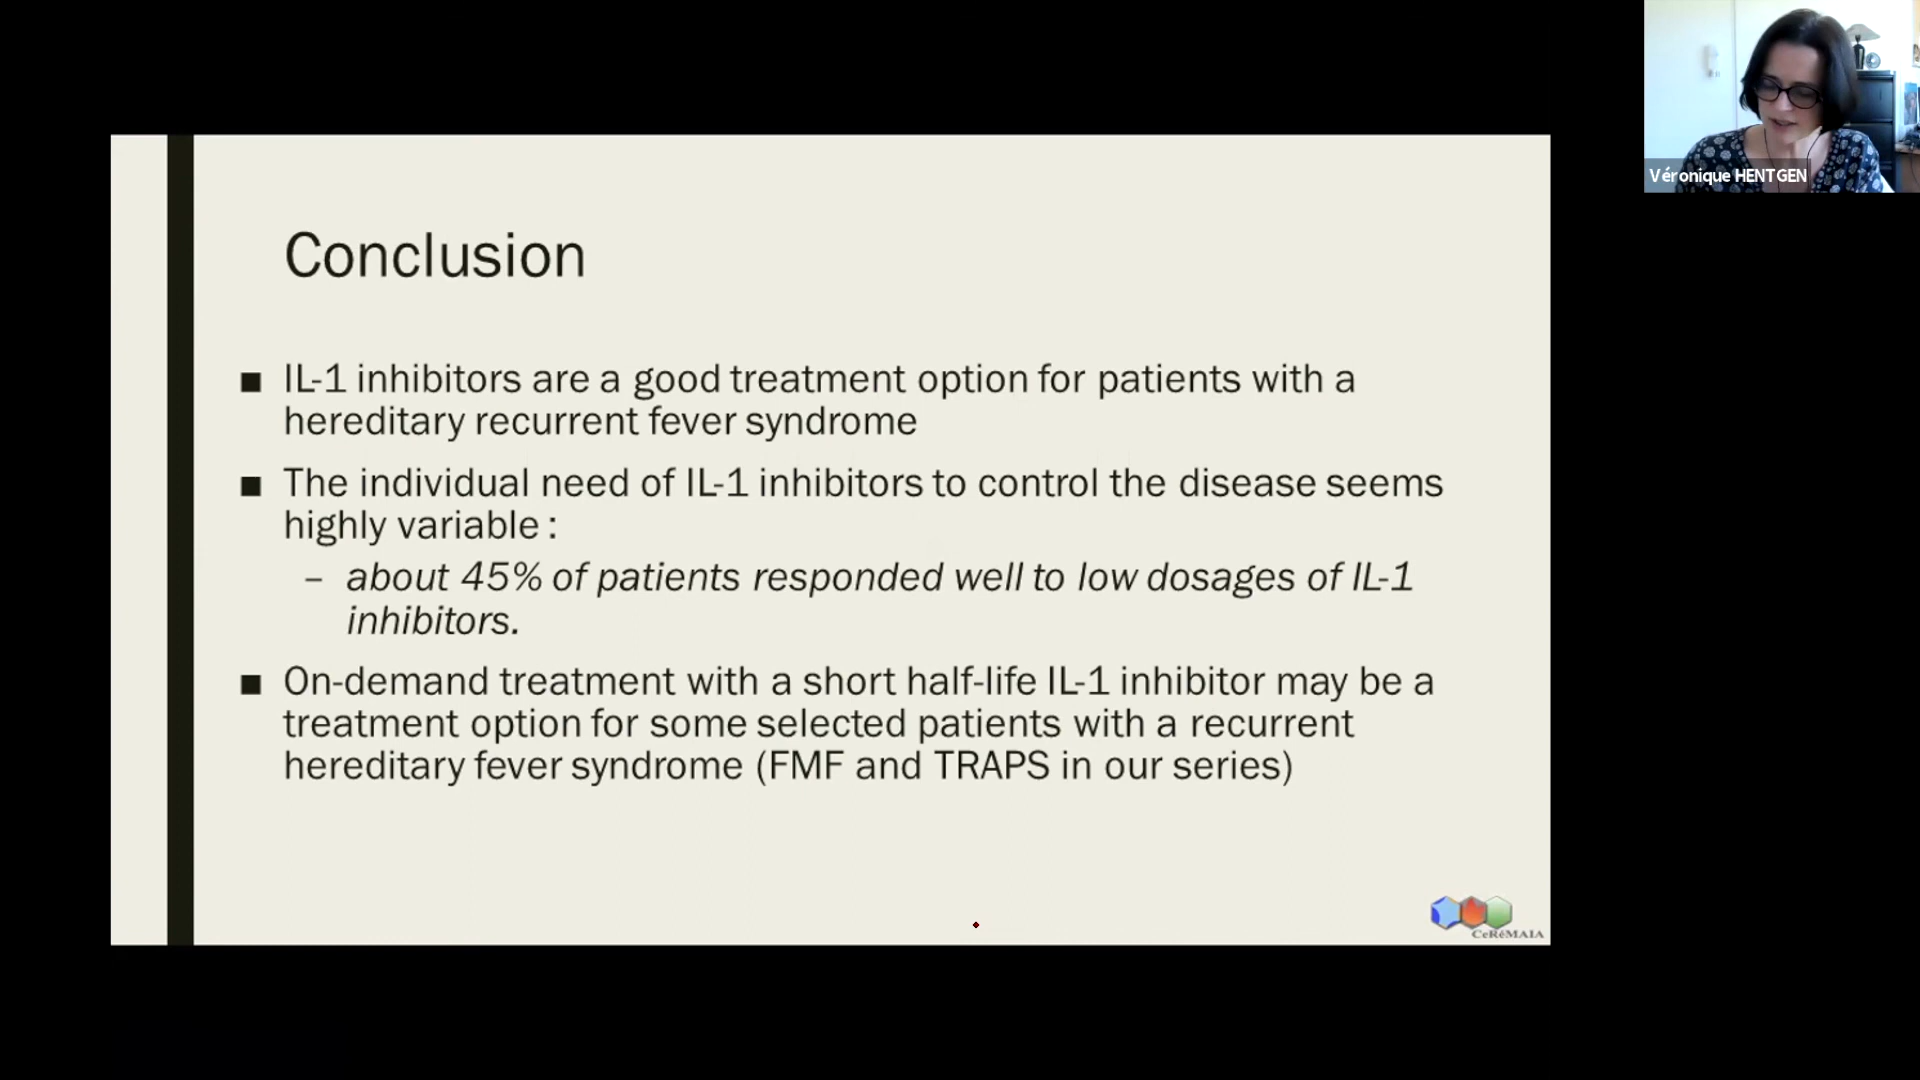 Véronique HENTGEN
Conclusion
■ IL-1 inhibitors are a good treatment option for patients with a
hereditary recurrent fever syndrome
■ The individual need of IL-1 inhibitors to control the disease seems
highly variable :
– about 45% of patients responded well to low dosages of IL-1
inhibitors.
■ On-demand treatment with a short half-life IL-1 inhibitor may be a
treatment option for some selected patients with a recurrent
hereditary fever syndrome (FMF and TRAPS in our series)
CeRéMAIA